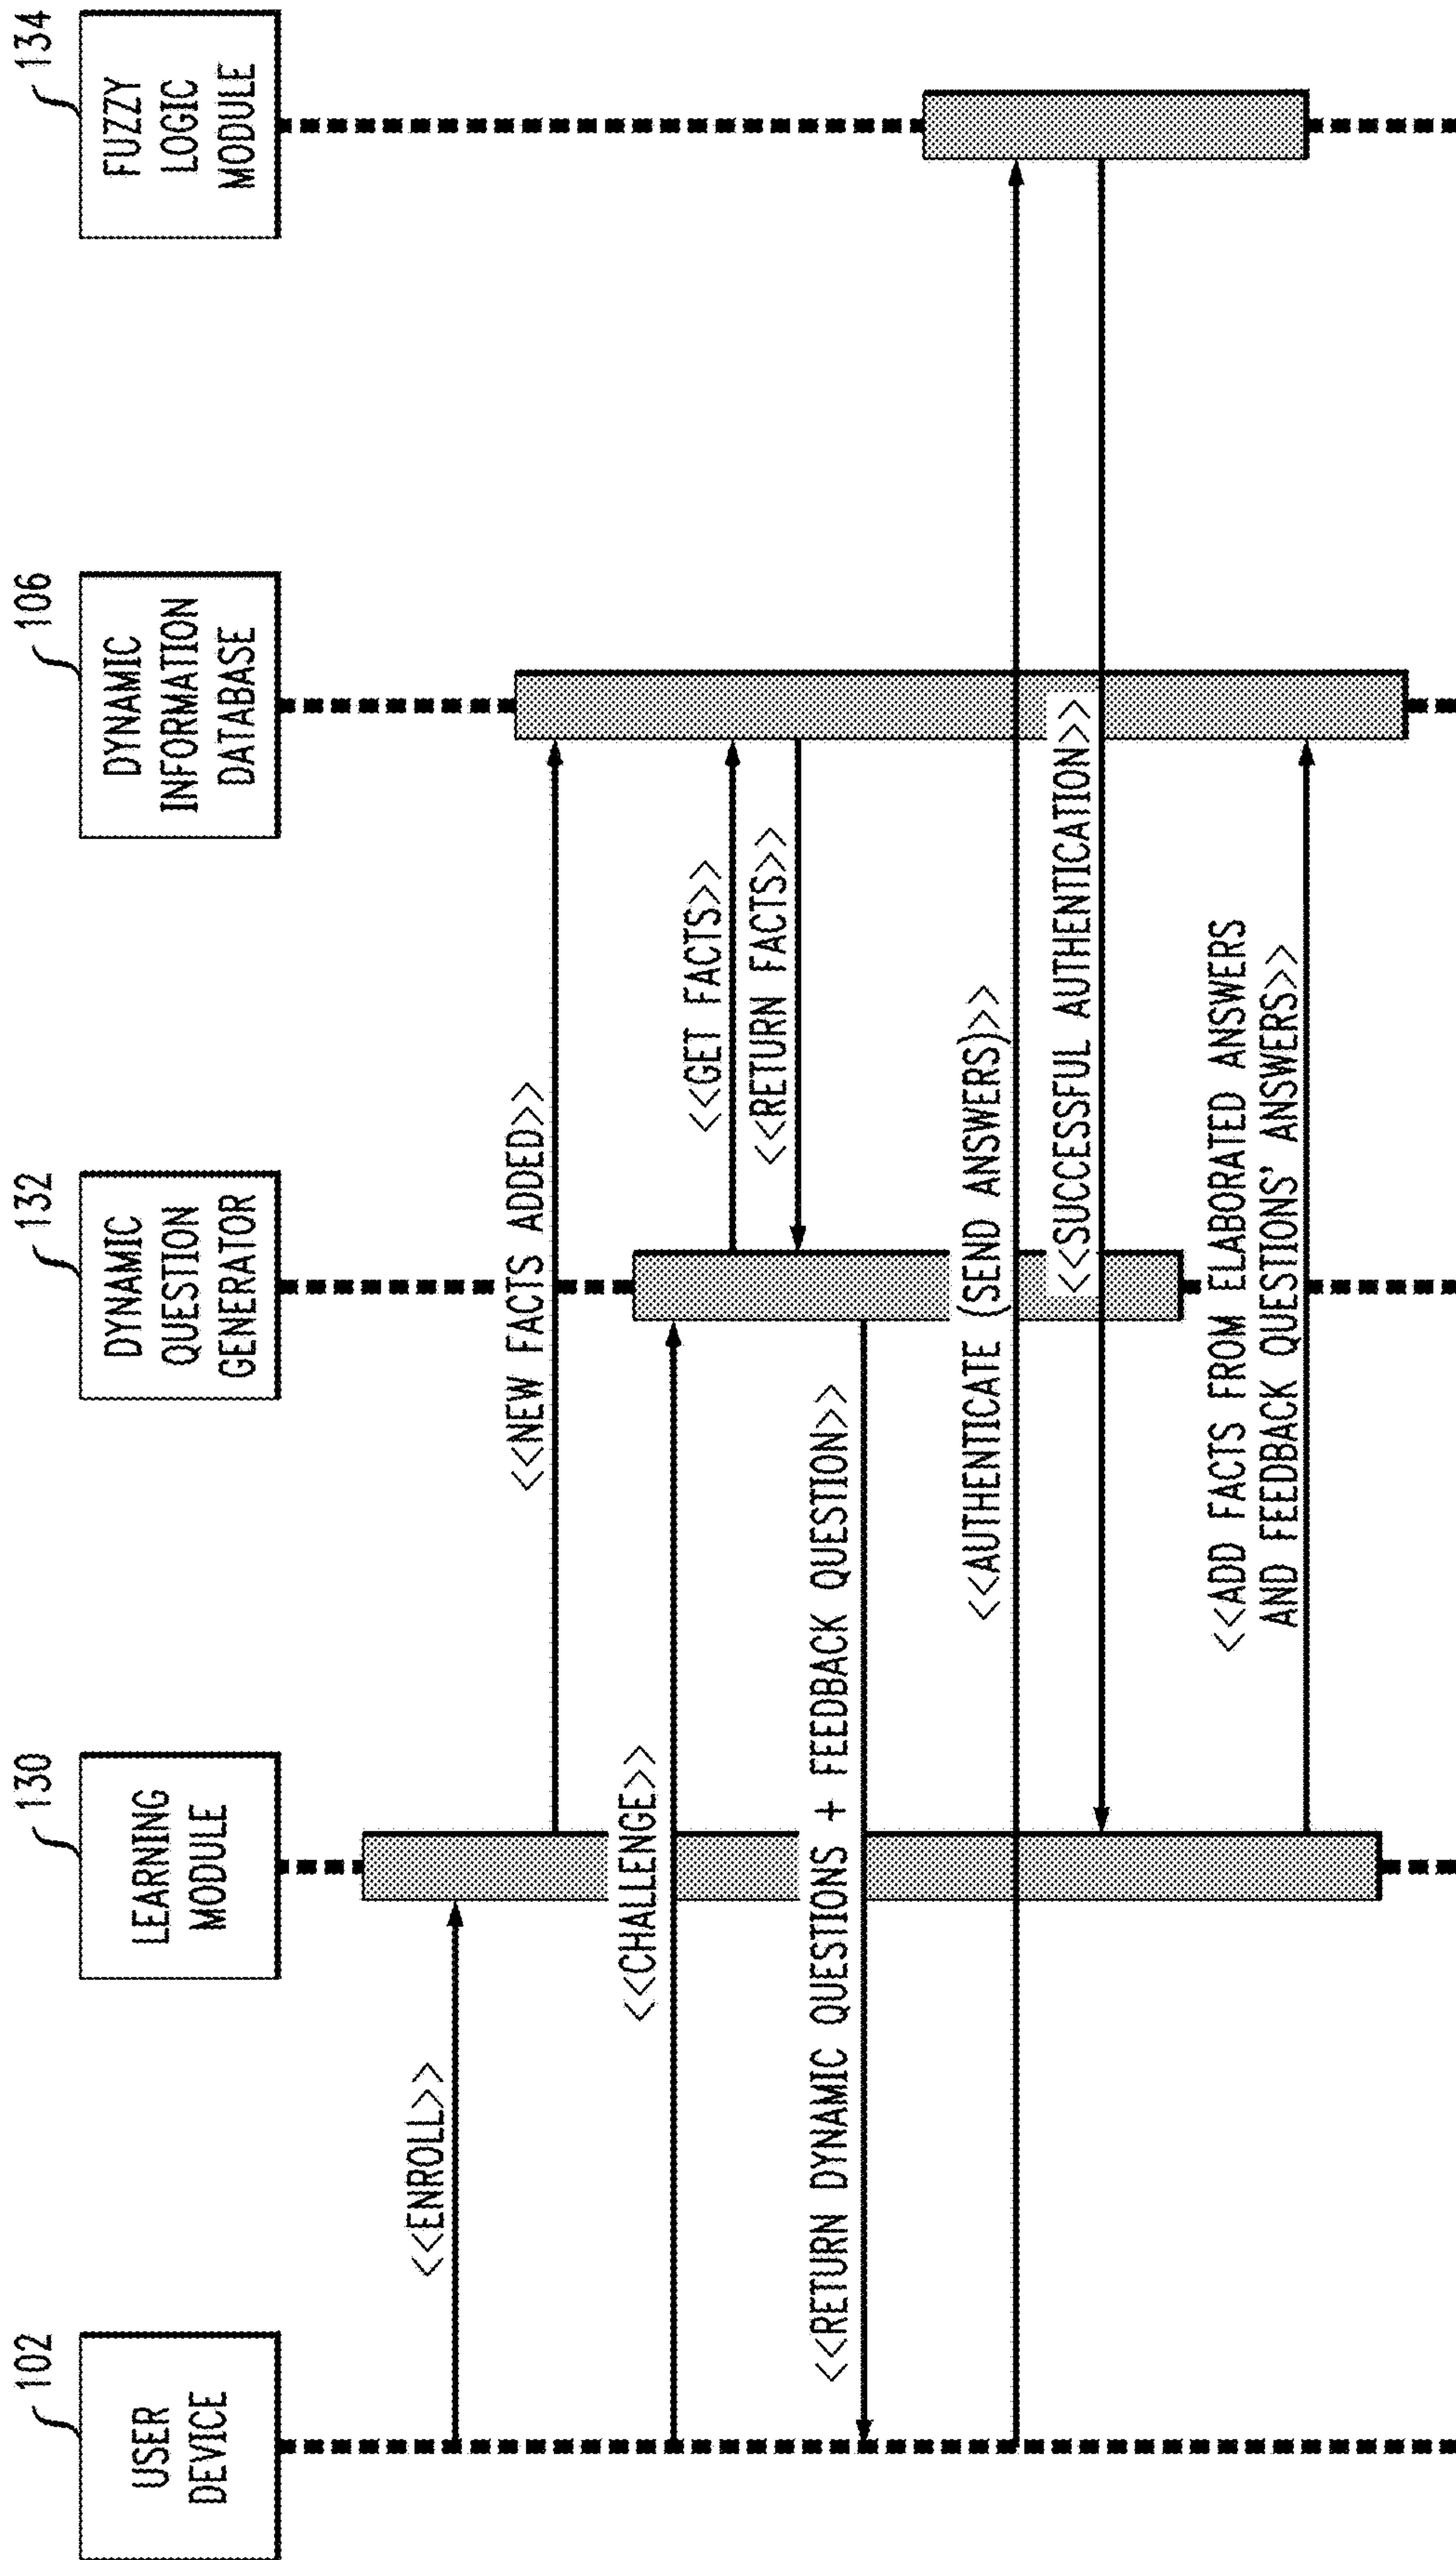 102
USER
DEVICE
130
LEARNING
MODULE
132
DYNAMIC
QUESTION
GENERATOR
106
DYNAMIC
INFORMATION
DATABASE
134
FUZZY
LOGIC
MODULE
<<ENROLL>>
<<NEW FACTS ADDED>>
<<CHALLENGE>>
<<GET FACTS>>
<<RETURN FACTS>>
<<RETURN DYNAMIC QUESTIONS + FEEDBACK QUESTION>>
<<AUTHENTICATE (SEND ANSWERS)>>
<<SUCCESSFUL AUTHENTICATION>>
<<ADD FACTS FROM ELABORATED ANSWERS
AND FEEDBACK QUESTIONS' ANSWERS>>